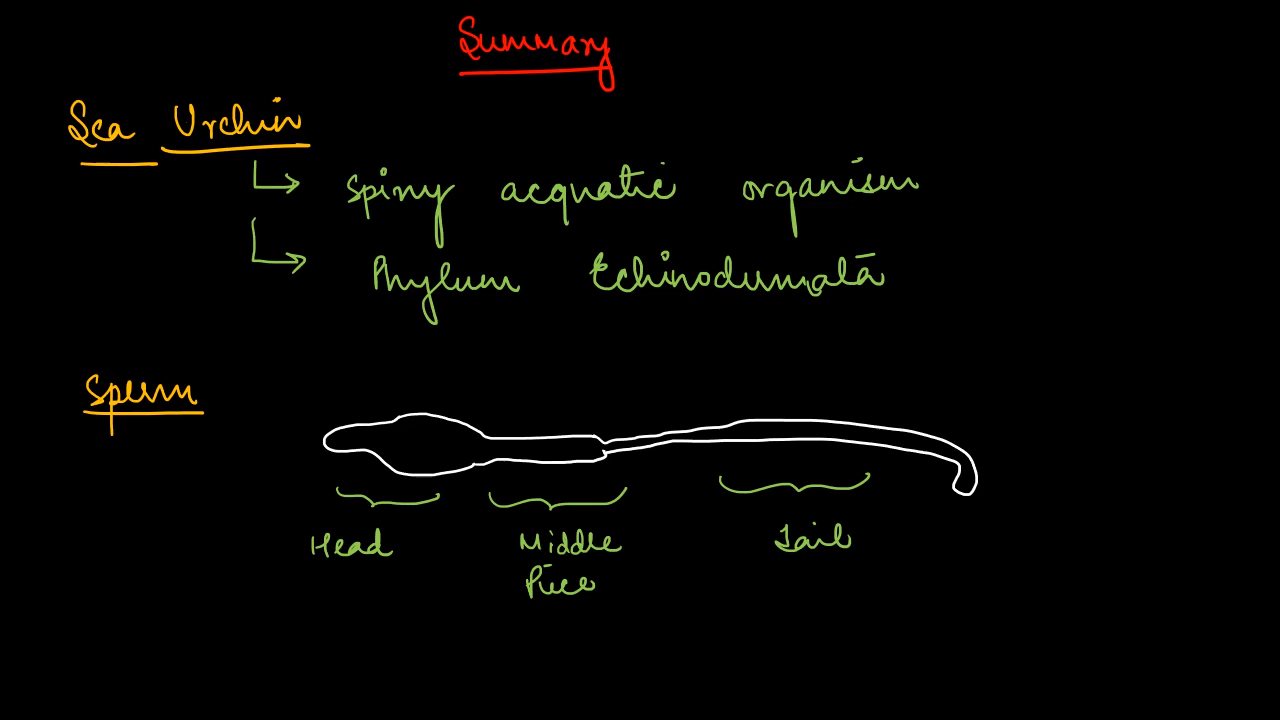 Summary
Sea Urchin
↳ Spiny acquatic organism
↳ Phylum Echinodermata
Sperm
Head
Middle
Piece
Tail